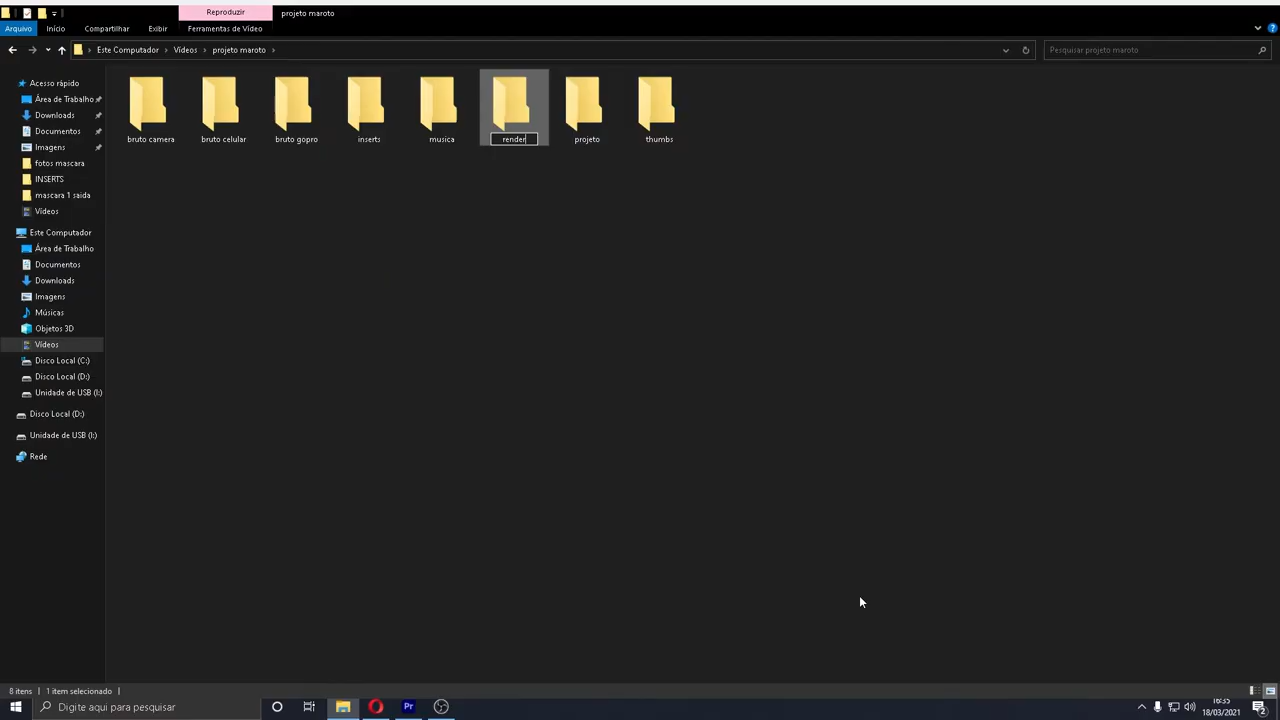 Reproduzir
projeto maroto
Arquivo
Início
Compartilhar
Exibir
Ferramentas de Vídeo
Este Computador
Vídeos
projeto maroto
Pesquisar projeto maroto
Acesso rápido
Área de Trabalho
Downloads
Documentos
Imagens
fotos mascara
INSERTS
mascara 1 saida
Vídeos
Este Computador
Área de Trabalho
Documentos
Downloads
Imagens
Músicas
Objetos 3D
Vídeos
Disco Local (C:)
Disco Local (D:)
Unidade de USB (I:)
Disco Local (D:)
Unidade de USB (I:)
Rede
bruto camera
bruto celular
bruto gopro
inserts
musica
render
projeto
thumbs
8 itens
1 item selecionado
Digite aqui para pesquisar
Pr
16:35
18/03/2021
2